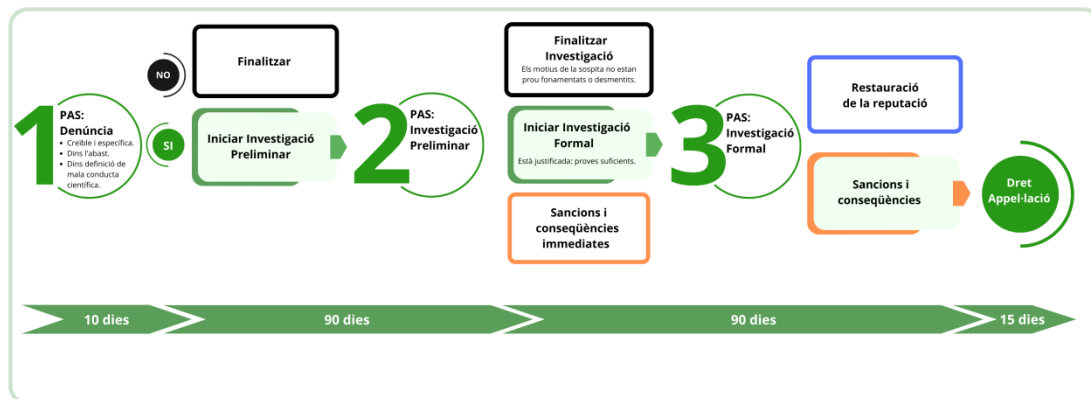 NO
Finalitzar
1
PAS:
Denúncia
• Creïble i específica.
• Dins l'abast.
• Dins definició de
mala conducta
científica.
SI
Iniciar Investigació
Preliminar
2
PAS:
Investigació
Preliminar
Finalitzar
Investigació
Els motius de la sospita no estan
prou fonamentats o desmentits.
Iniciar Investigació
Formal
Està justificada: proves suficients.
Sancions i
conseqüències
immediates
3
PAS:
Investigació
Formal
Restauració
de la reputació
Sancions i
conseqüències
Dret
Appel·lació
10 dies
90 dies
90 dies
15 dies